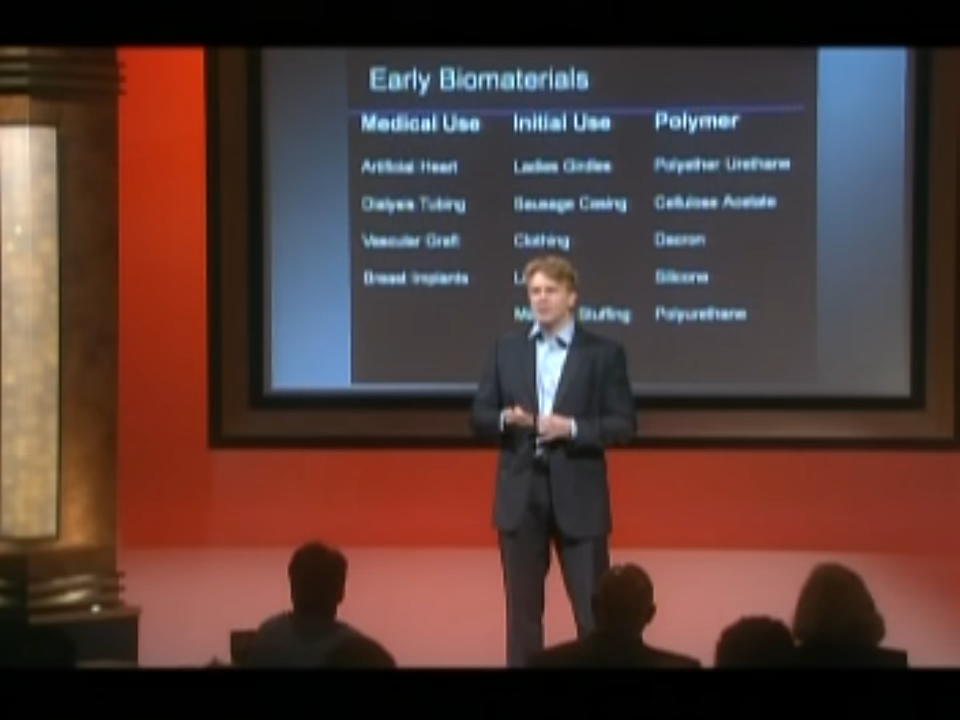 Early Biomaterials
Medical Use Initial Use Polymer
Artificial Heart Ladies Girdles Polyether Urethane
Dialysis Tubing Sausage Casing Cellulose Acetate
Vascular Graft Clothing Dacron
Breast Implants Silicone
Stuffing Polyurethane